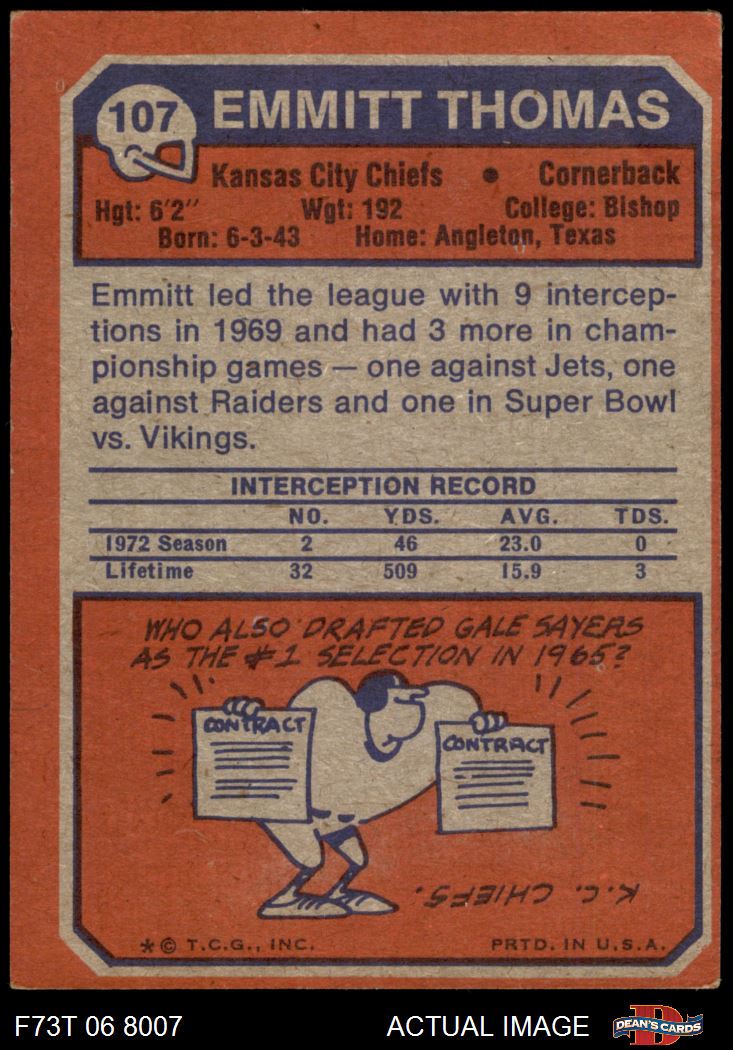 107 EMMITT THOMAS
Kansas City Chiefs • Cornerback
Hgt: 6'2" Wgt: 192 College: Bishop
Born: 6-3-43 Home: Angleton, Texas
Emmitt led the league with 9 intercep-
tions in 1969 and had 3 more in cham-
pionship games — one against Jets, one
against Raiders and one in Super Bowl
vs. Vikings.
INTERCEPTION RECORD
NO. YDS. AVG. TDS.
1972 Season 2 46 23.0 0
Lifetime 32 509 15.9 3
WHO ALSO DRAFTED GALE SAYERS
AS THE #1 SELECTION IN 1965?
CONTRACT
CONTRACT
K.C. CHIEFS.
* © T.C.G., INC. PRTD. IN U.S.A.
F73T 06 8007 ACTUAL IMAGE D DEAN'S CARDS